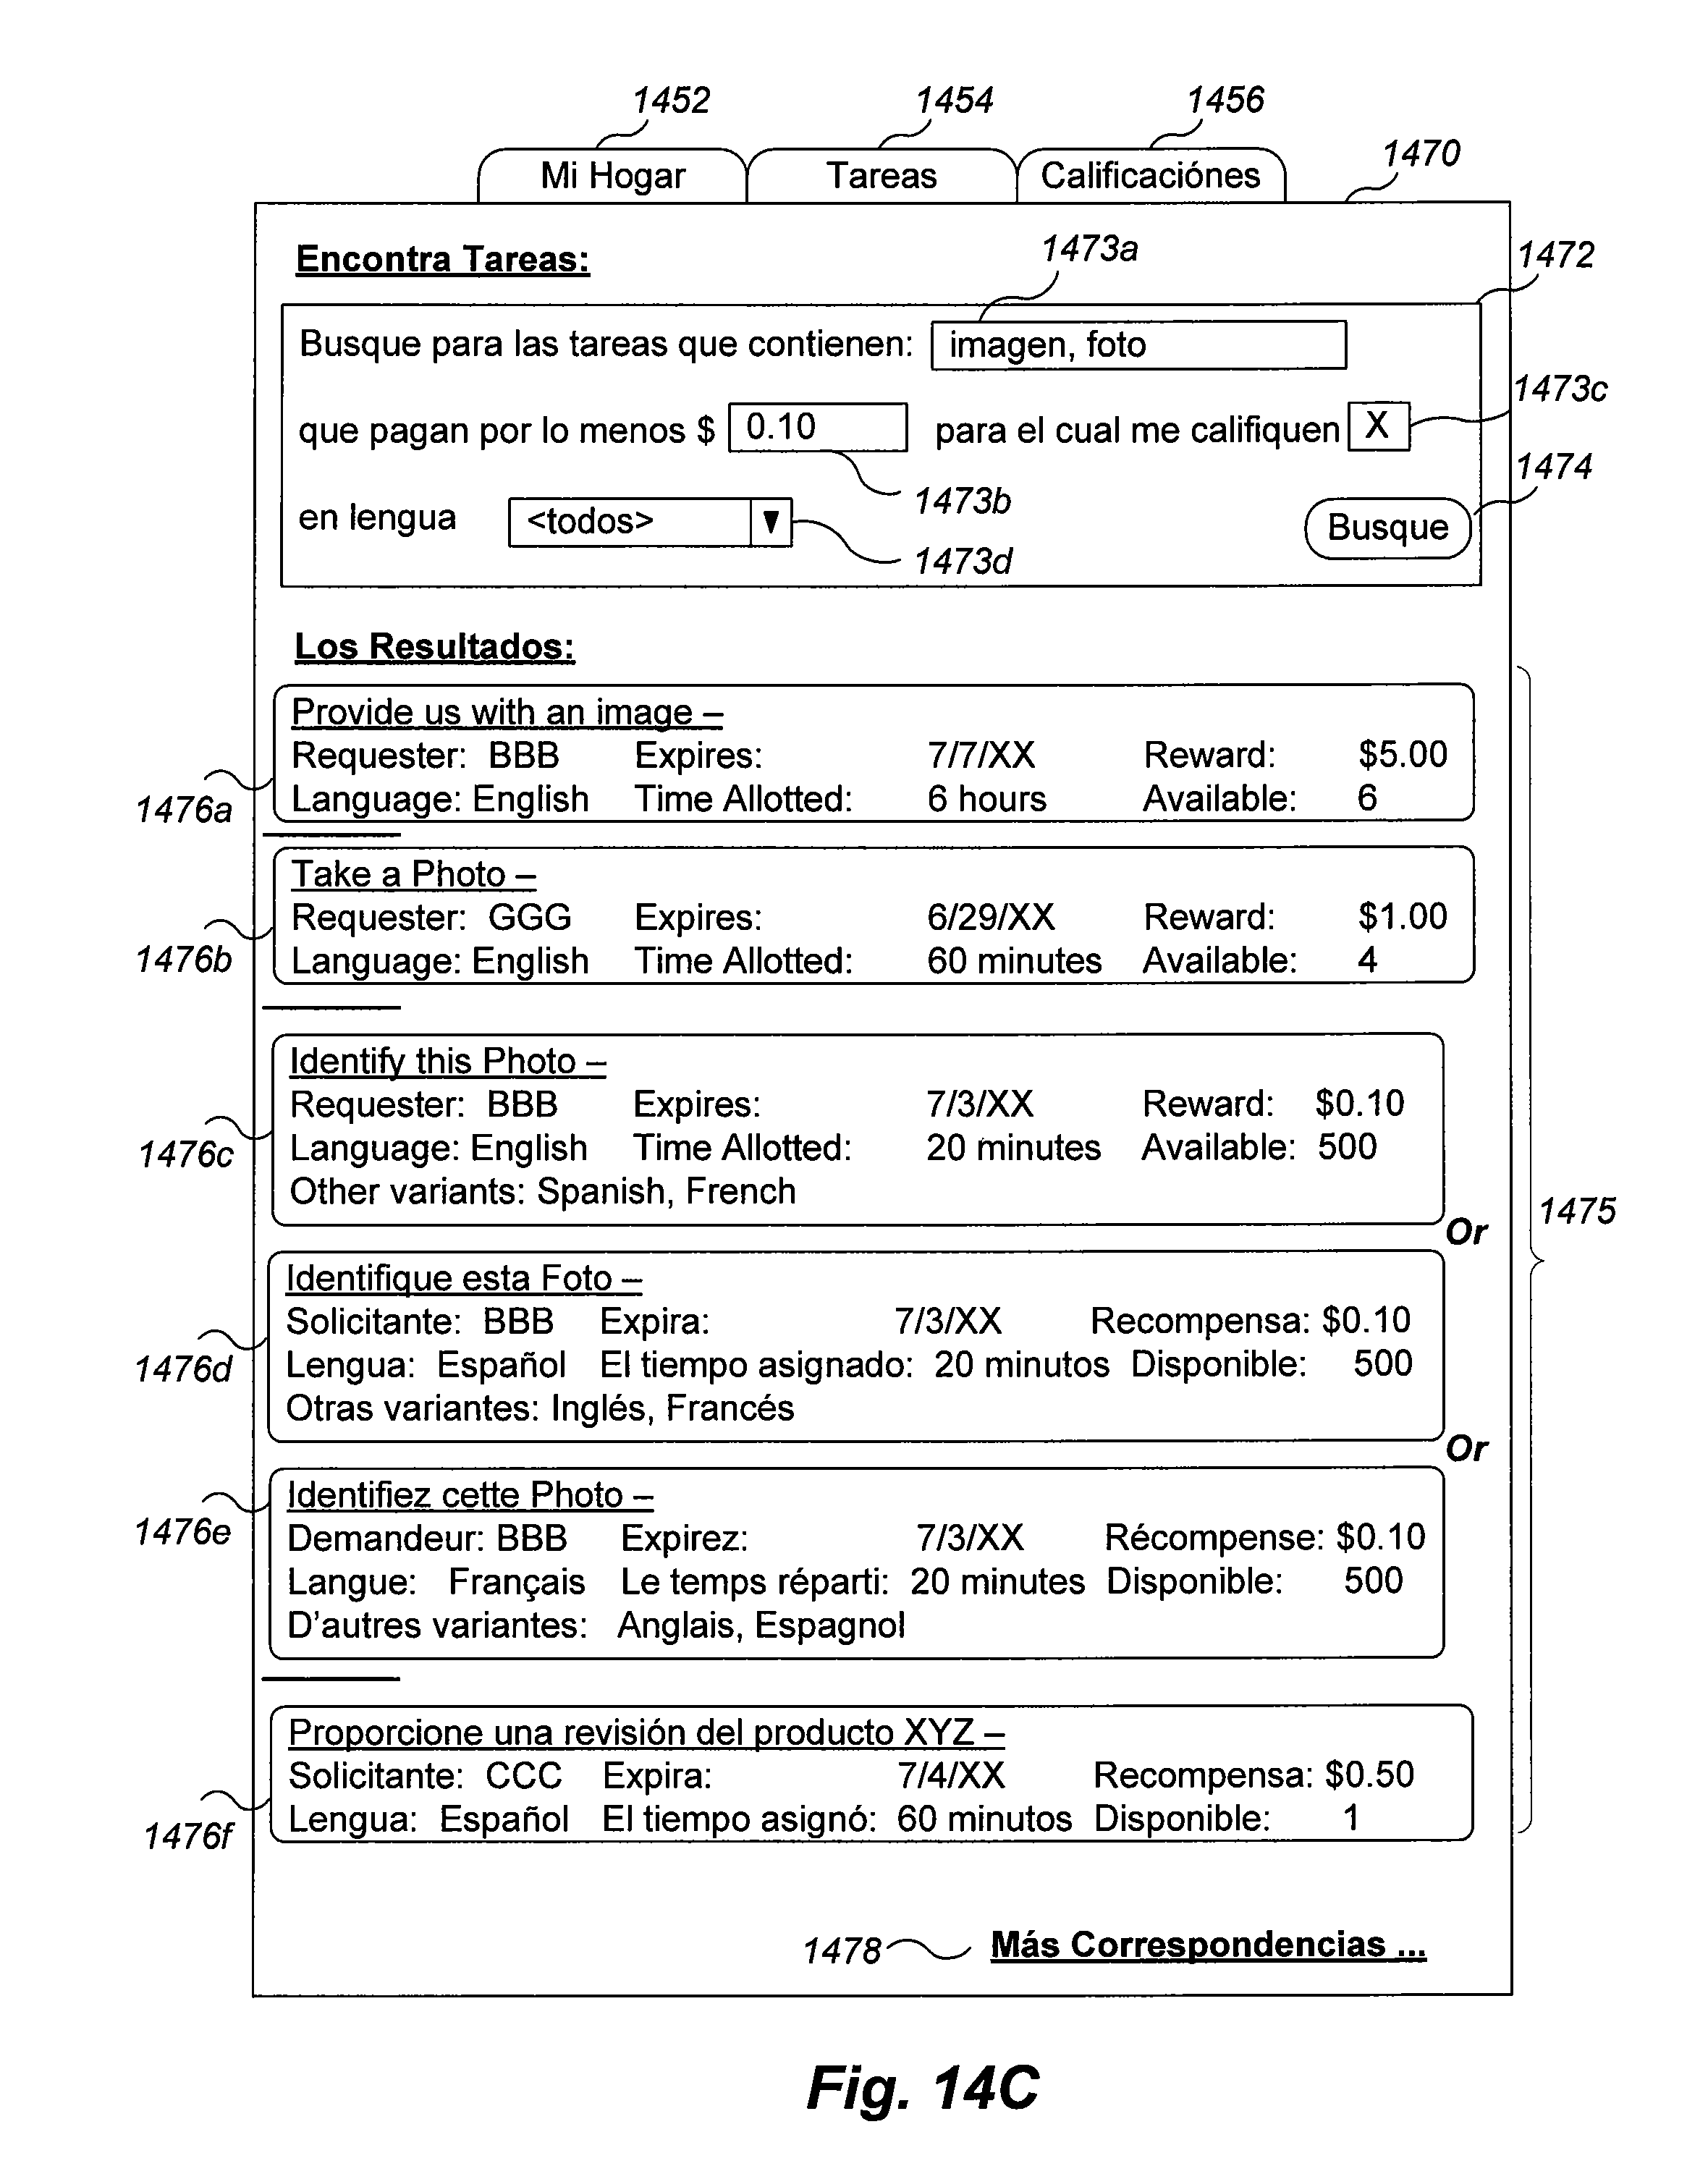 1452 1454 1456
Mi Hogar Tareas Calificaciónes 1470
Encontra Tareas: 1473a 1472
Busque para las tareas que contienen: imagen, foto
1473c
que pagan por lo menos $ 0.10 para el cual me califiquen X
1474
1473b
en lengua <todos> ▼ Busque
1473d
Los Resultados:
Provide us with an image –
Requester: BBB Expires: 7/7/XX Reward: $5.00
1476a Language: English Time Allotted: 6 hours Available: 6
Take a Photo –
Requester: GGG Expires: 6/29/XX Reward: $1.00
1476b Language: English Time Allotted: 60 minutes Available: 4
Identify this Photo –
Requester: BBB Expires: 7/3/XX Reward: $0.10
1476c Language: English Time Allotted: 20 minutes Available: 500
Other variants: Spanish, French
1475
Or
Identifique esta Foto –
Solicitante: BBB Expira: 7/3/XX Recompensa: $0.10
1476d Lengua: Español El tiempo asignado: 20 minutos Disponible: 500
Otras variantes: Inglés, Francés
Or
Identifiez cette Photo –
1476e Demandeur: BBB Expirez: 7/3/XX Récompense: $0.10
Langue: Français Le temps réparti: 20 minutes Disponible: 500
D'autres variantes: Anglais, Espagnol
Proporcione una revisión del producto XYZ –
Solicitante: CCC Expira: 7/4/XX Recompensa: $0.50
1476f Lengua: Español El tiempo asignó: 60 minutos Disponible: 1
1478 Más Correspondencias ...
Fig. 14C